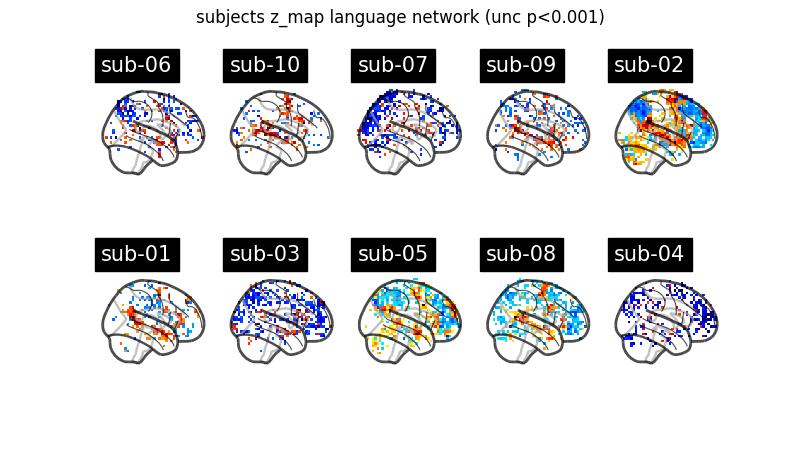 subjects z_map language network (unc p<0.001)
sub-06
sub-10
sub-07
sub-09
sub-02
sub-01
sub-03
sub-05
sub-08
sub-04